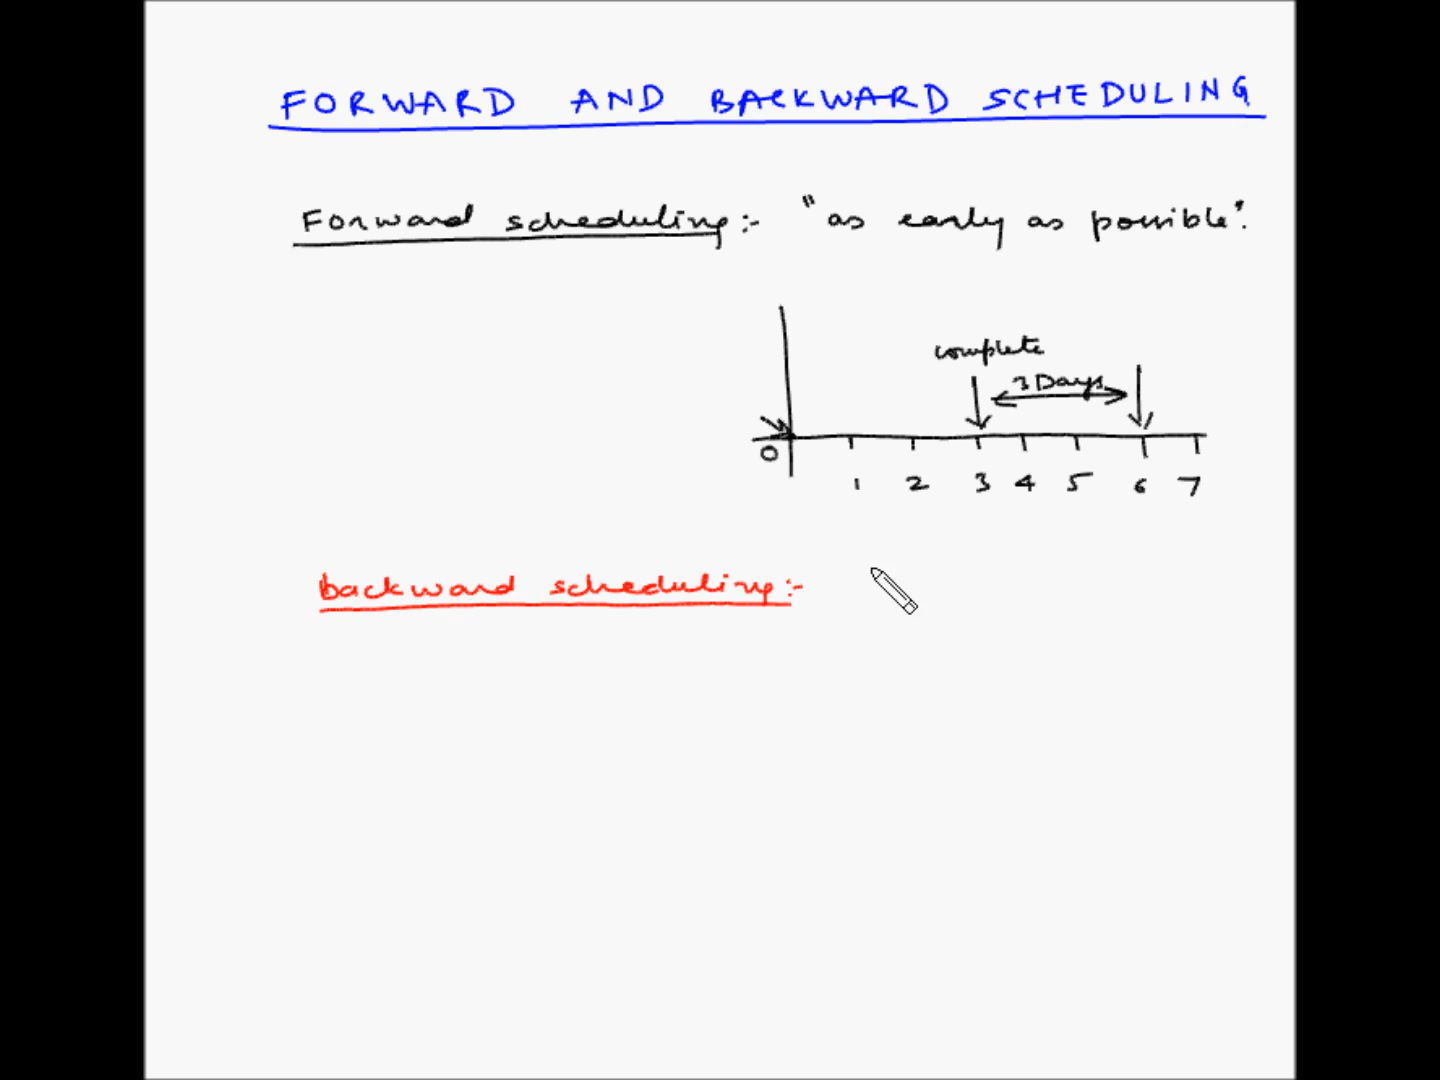 FORWARD AND BACKWARD SCHEDULING
Forward scheduling:- "as early as possible".
complete
3 Days
0 1 2 3 4 5 6 7
backward scheduling:-